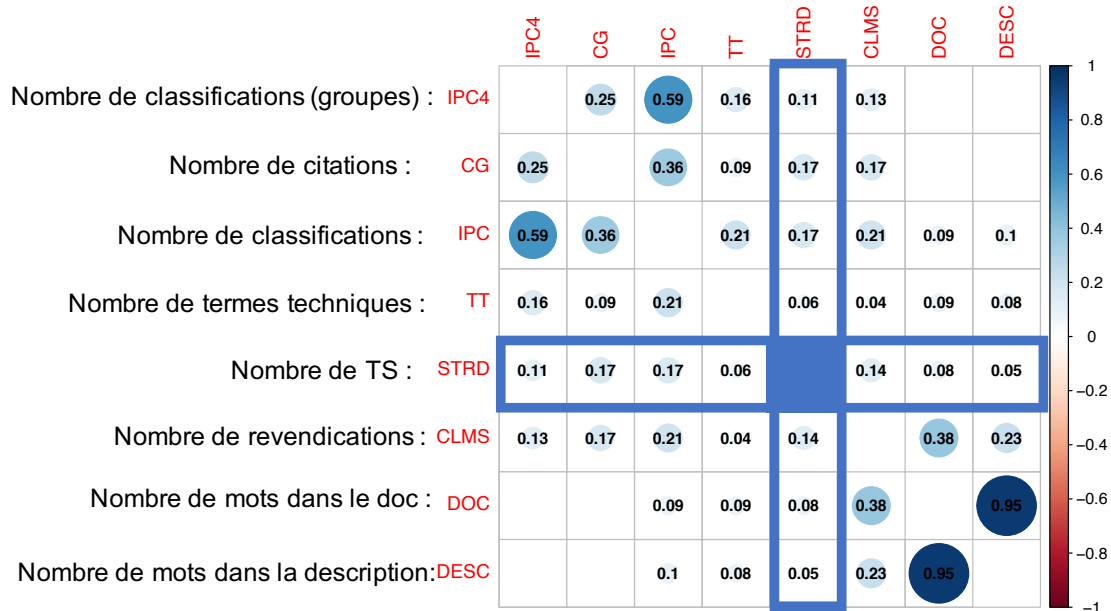 IPC4 CG IPC TT STRD CLMS DOC DESC
Nombre de classifications (groupes) : IPC4 0.25 0.59 0.16 0.11 0.13
Nombre de citations : CG 0.25 0.36 0.09 0.17 0.17
Nombre de classifications : IPC 0.59 0.36 0.21 0.17 0.21 0.09 0.1
Nombre de termes techniques : TT 0.16 0.09 0.21 0.06 0.04 0.09 0.08
Nombre de TS : STRD 0.11 0.17 0.17 0.06 0.14 0.08 0.05
Nombre de revendications : CLMS 0.13 0.17 0.21 0.04 0.14 0.38 0.23
Nombre de mots dans le doc : DOC 0.09 0.09 0.08 0.38 0.95
Nombre de mots dans la description: DESC 0.1 0.08 0.05 0.23 0.95
1
0.8
0.6
0.4
0.2
0
−0.2
−0.4
−0.6
−0.8
−1